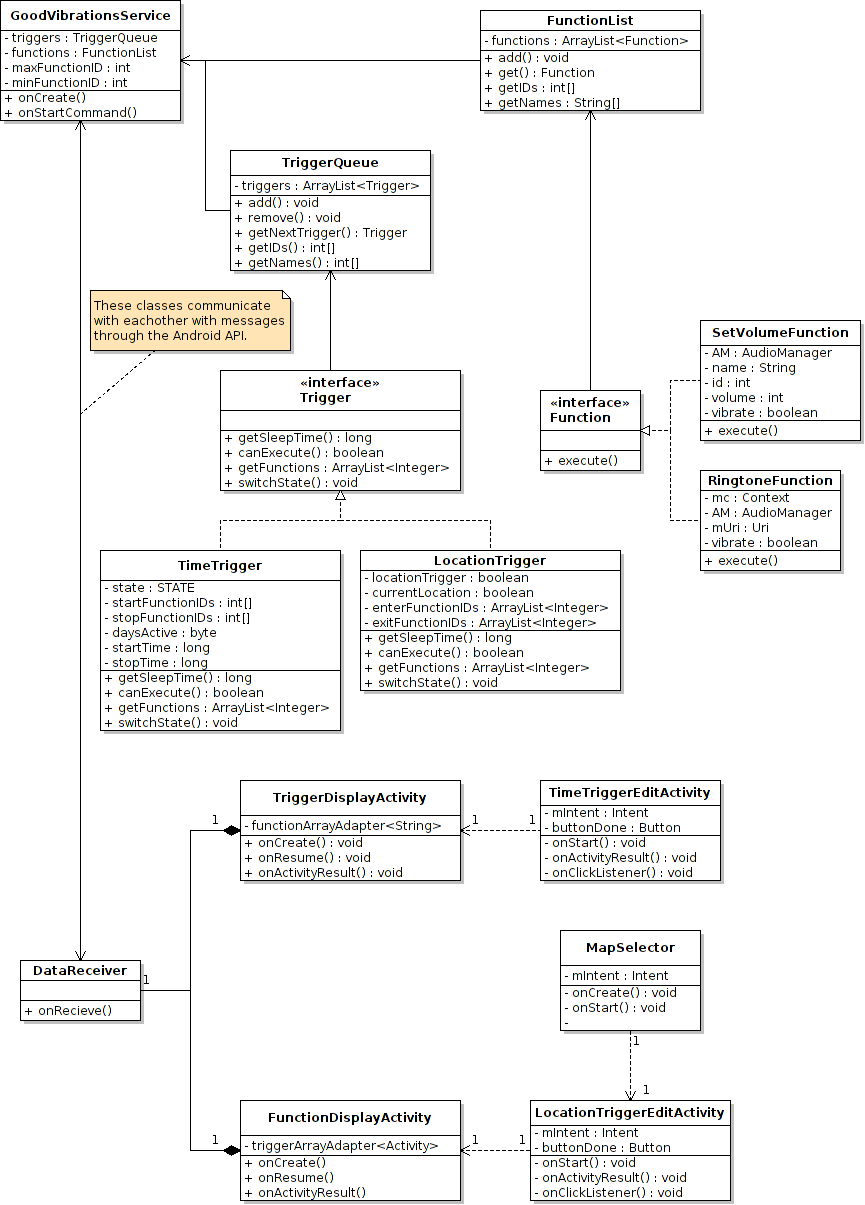 GoodVibrationsService
- triggers : TriggerQueue
- functions : FunctionList
- maxFunctionID : int
- minFunctionID : int
+ onCreate()
+ onStartCommand()
FunctionList
- functions : ArrayList<Function>
+ add() : void
+ get() : Function
+ getIDs : int[]
+ getNames : String[]
TriggerQueue
- triggers : ArrayList<Trigger>
+ add() : void
+ remove() : void
+ getNextTrigger() : Trigger
+ getIDs() : int[]
+ getNames() : int[]
These classes communicate
with eachother with messages
through the Android API.
«interface»
Trigger
+ getSleepTime() : long
+ canExecute() : boolean
+ getFunctions : ArrayList<Integer>
+ switchState() : void
«interface»
Function
+ execute()
SetVolumeFunction
- AM : AudioManager
- name : String
- id : int
- volume : int
- vibrate : boolean
+ execute()
RingtoneFunction
- mc : Context
- AM : AudioManager
- mUri : Uri
- vibrate : boolean
+ execute()
TimeTrigger
- state : STATE
- startFunctionIDs : int[]
- stopFunctionIDs : int[]
- daysActive : byte
- startTime : long
- stopTime : long
+ getSleepTime() : long
+ canExecute() : boolean
+ getFunctions : ArrayList<Integer>
+ switchState() : void
LocationTrigger
- locationTrigger : boolean
- currentLocation : boolean
- enterFunctionIDs : ArrayList<Integer>
- exitFunctionIDs : ArrayList<Integer>
+ getSleepTime() : long
+ canExecute() : boolean
+ getFunctions : ArrayList<Integer>
+ switchState() : void
TriggerDisplayActivity
- functionArrayAdapter<String>
+ onCreate() : void
+ onResume() : void
+ onActivityResult() : void
1
1
1
TimeTriggerEditActivity
- mIntent : Intent
- buttonDone : Button
- onStart() : void
- onActivityResult() : void
- onClickListener() : void
DataReceiver
+ onRecieve()
1
MapSelector
- mIntent : Intent
- onCreate() : void
- onStart() : void
-
1
1
FunctionDisplayActivity
- triggerArrayAdapter<Activity>
+ onCreate()
+ onResume()
+ onActivityResult()
1
1
1
LocationTriggerEditActivity
- mIntent : Intent
- buttonDone : Button
- onStart() : void
- onActivityResult() : void
- onClickListener() : void